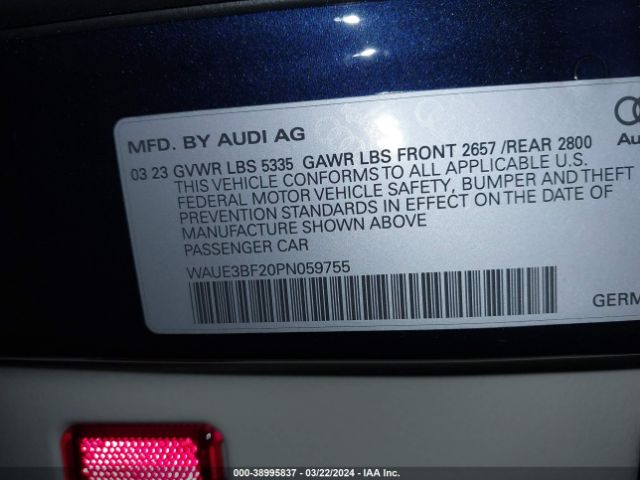 MFD. BY AUDI AG
03 23 GVWR LBS 5335 GAWR LBS FRONT 2657 /REAR 2800
THIS VEHICLE CONFORMS TO ALL APPLICABLE U.S.
FEDERAL MOTOR VEHICLE SAFETY, BUMPER AND THEFT
PREVENTION STANDARDS IN EFFECT ON THE DATE OF
MANUFACTURE SHOWN ABOVE
PASSENGER CAR
WAUE3BF20PN059755
000-38995837 - 03/22/2024 - IAA Inc.